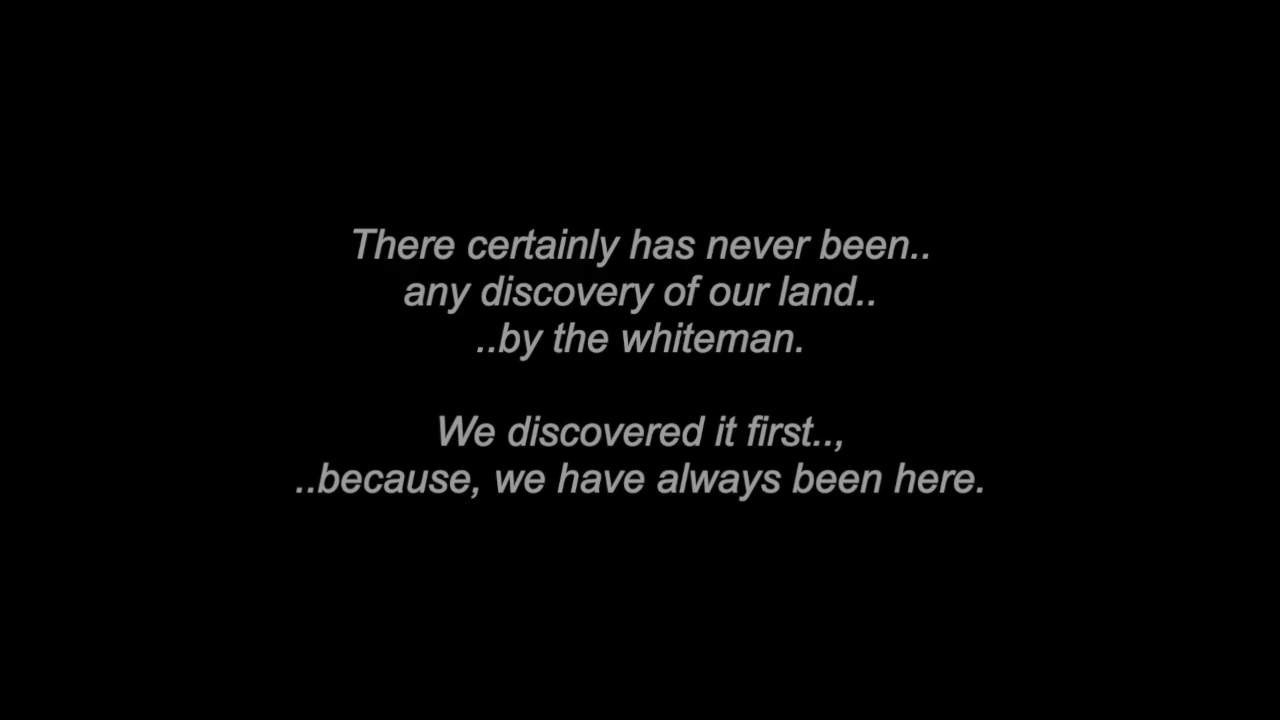 There certainly has never been..
any discovery of our land..
..by the whiteman.
We discovered it first..,
..because, we have always been here.